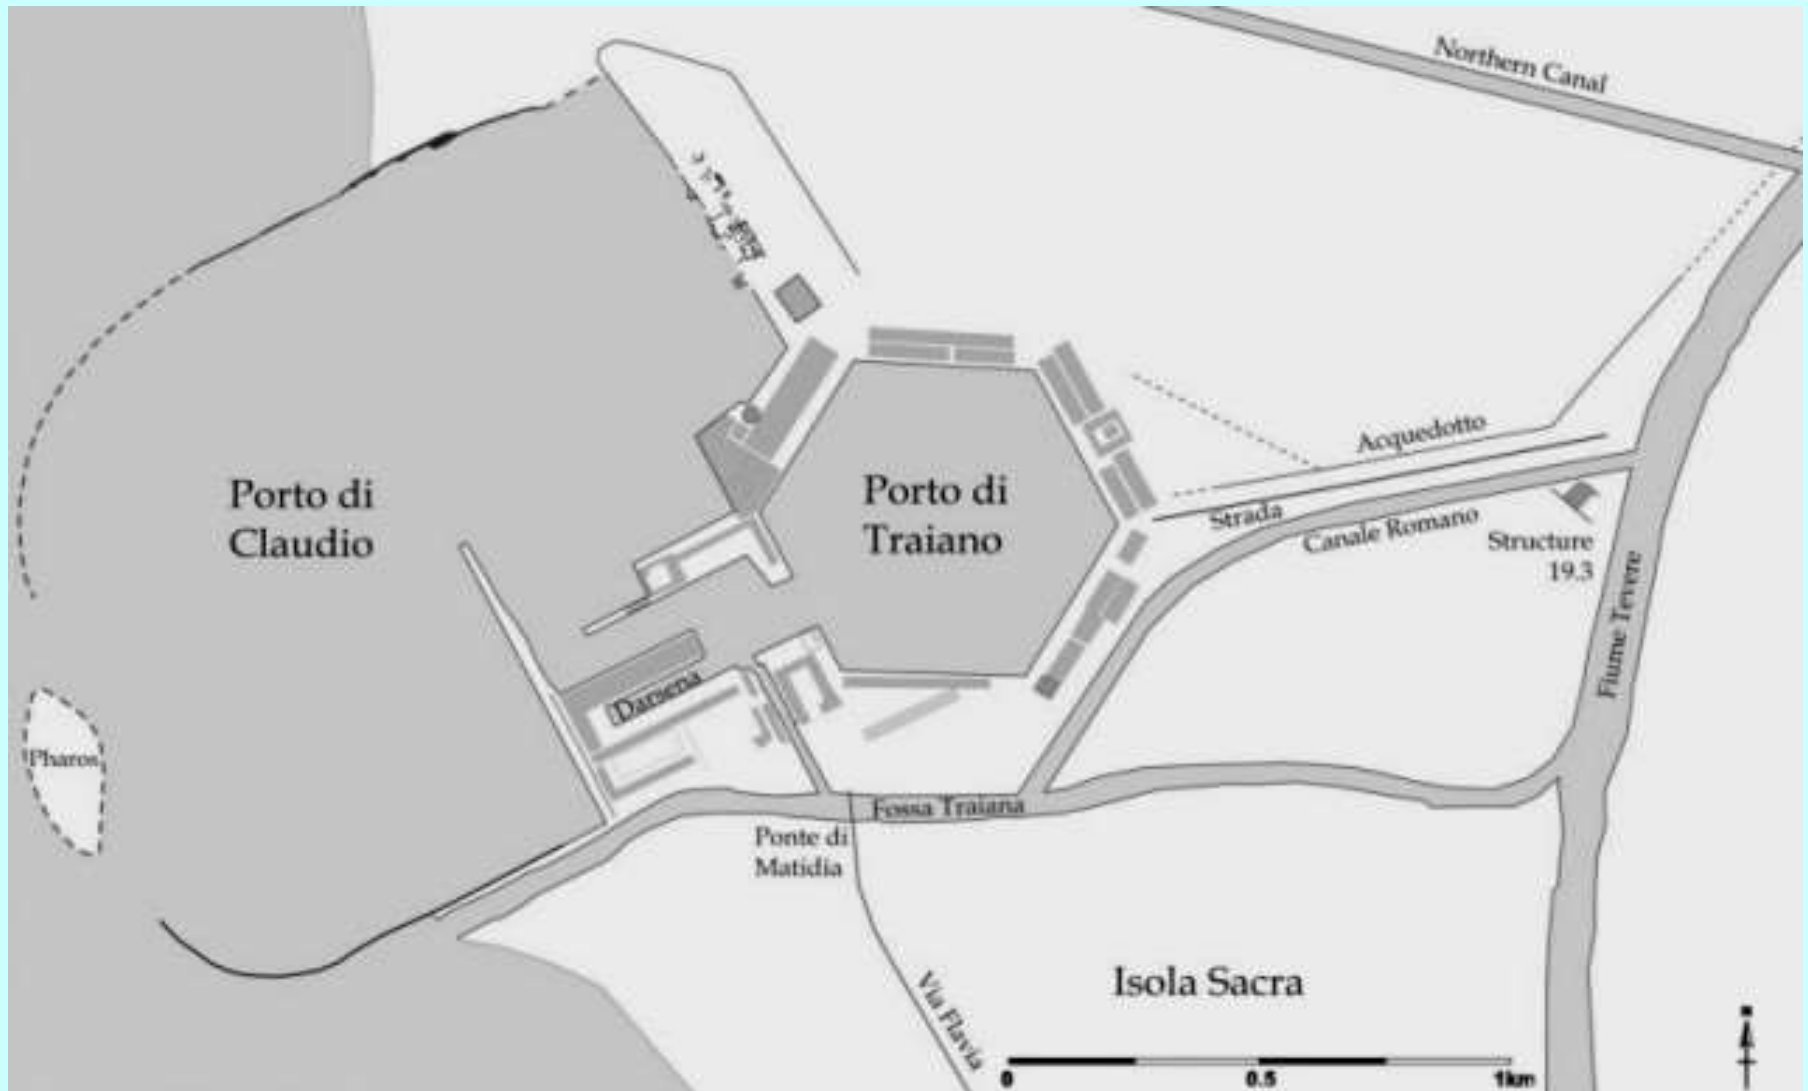 Northern Canal
Porto di
Claudio
Porto di
Traiano
Acquedotto
Strada
Canale Romano
Structure
19.3
Fiume Tevere
Darsena
Pharos
Fossa Traiana
Ponte di
Matidia
Via Flavia
Isola Sacra
0 0.5 1km